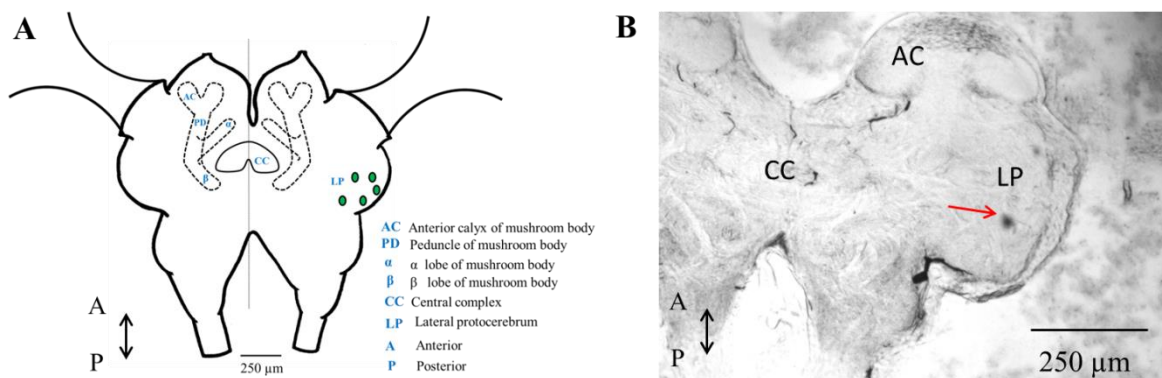 A
AC
PD
α
CC
β
LP
AC Anterior calyx of mushroom body
PD Peduncle of mushroom body
α α lobe of mushroom body
β β lobe of mushroom body
CC Central complex
LP Lateral protocerebrum
A Anterior
P Posterior
A
P
250 µm
B
AC
CC
LP
A
P
250 µm